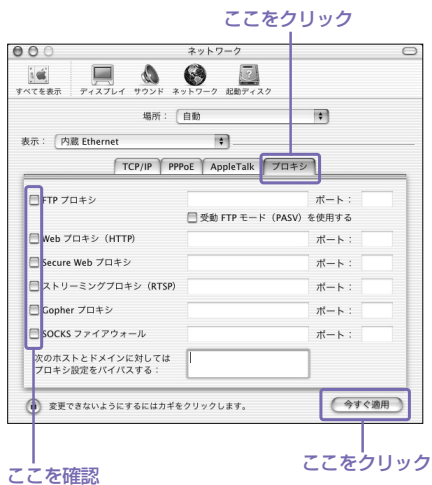 ここをクリック
ネットワーク
すべてを表示 ディスプレイ サウンド ネットワーク 起動ディスク
場所： 自動
表示： 内蔵 Ethernet
TCP/IP PPPoE AppleTalk プロキシ
FTP プロキシ ポート：
受動 FTP モード（PASV）を使用する
Web プロキシ（HTTP) ポート：
Secure Web プロキシ ポート：
ストリーミングプロキシ（RTSP) ポート：
Gopher プロキシ ポート：
SOCKS ファイアウォール ポート：
次のホストとドメインに対しては
プロキシ設定をバイパスする：
変更できないようにするにはカギをクリックします。 今すぐ適用
ここをクリック
ここを確認